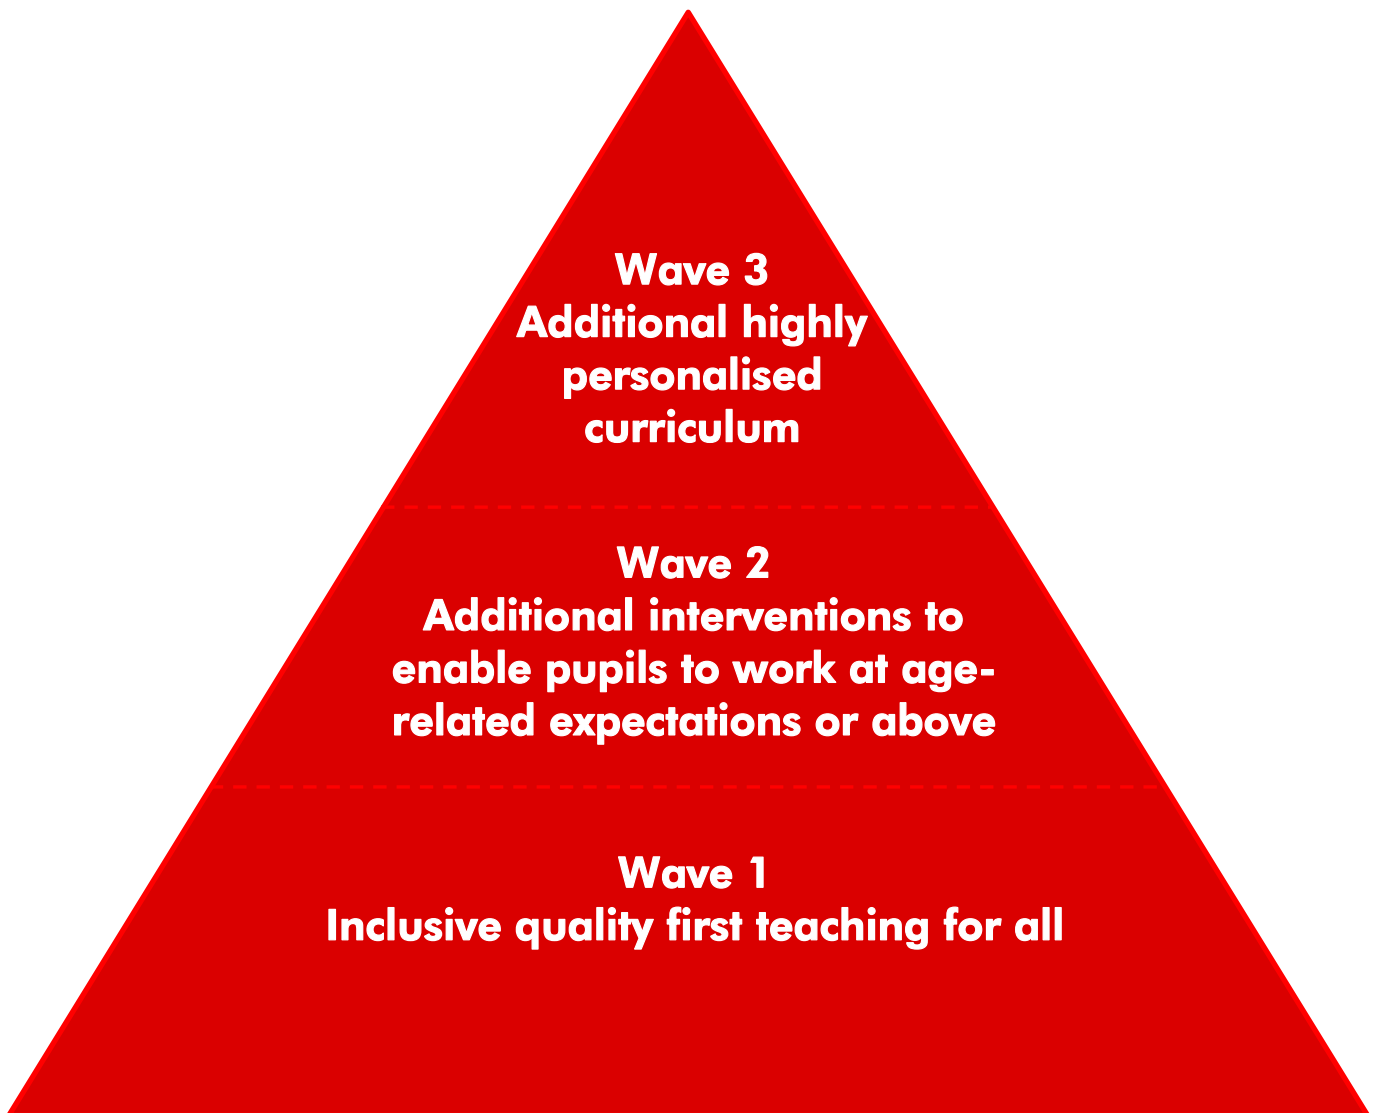 Wave 3
Additional highly
personalised
curriculum
Wave 2
Additional interventions to
enable pupils to work at age-
related expectations or above
Wave 1
Inclusive quality first teaching for all